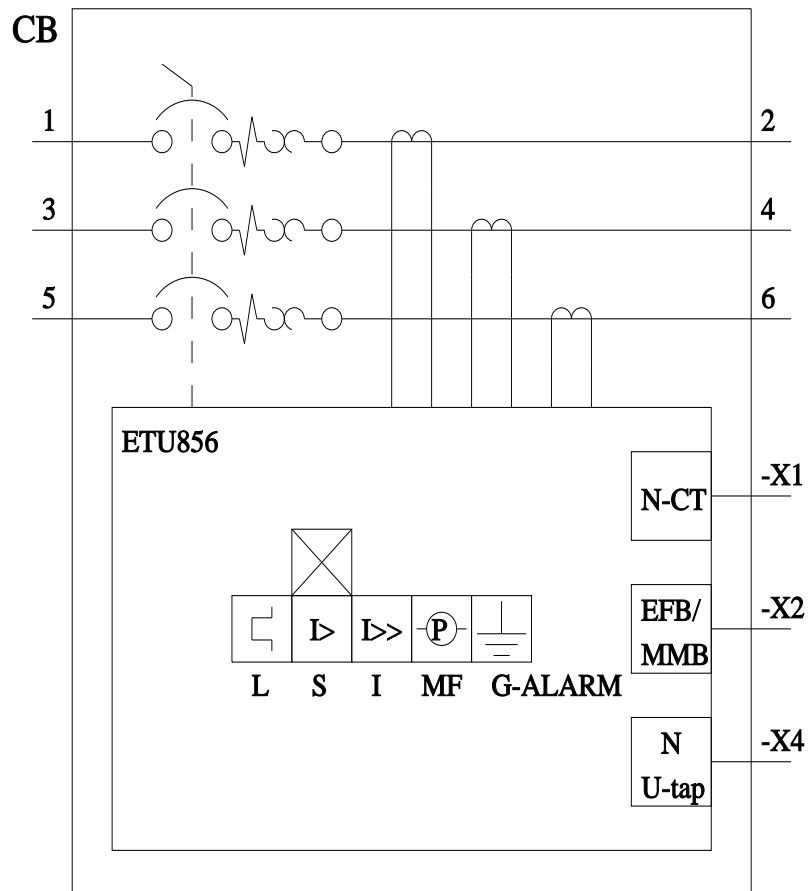 CB
1
2
3
4
5
6
ETU856
N-CT
-X1
EFB/
MMB
-X2
I>
I>>
P
L
S
I
MF
G-ALARM
N
U-tap
-X4